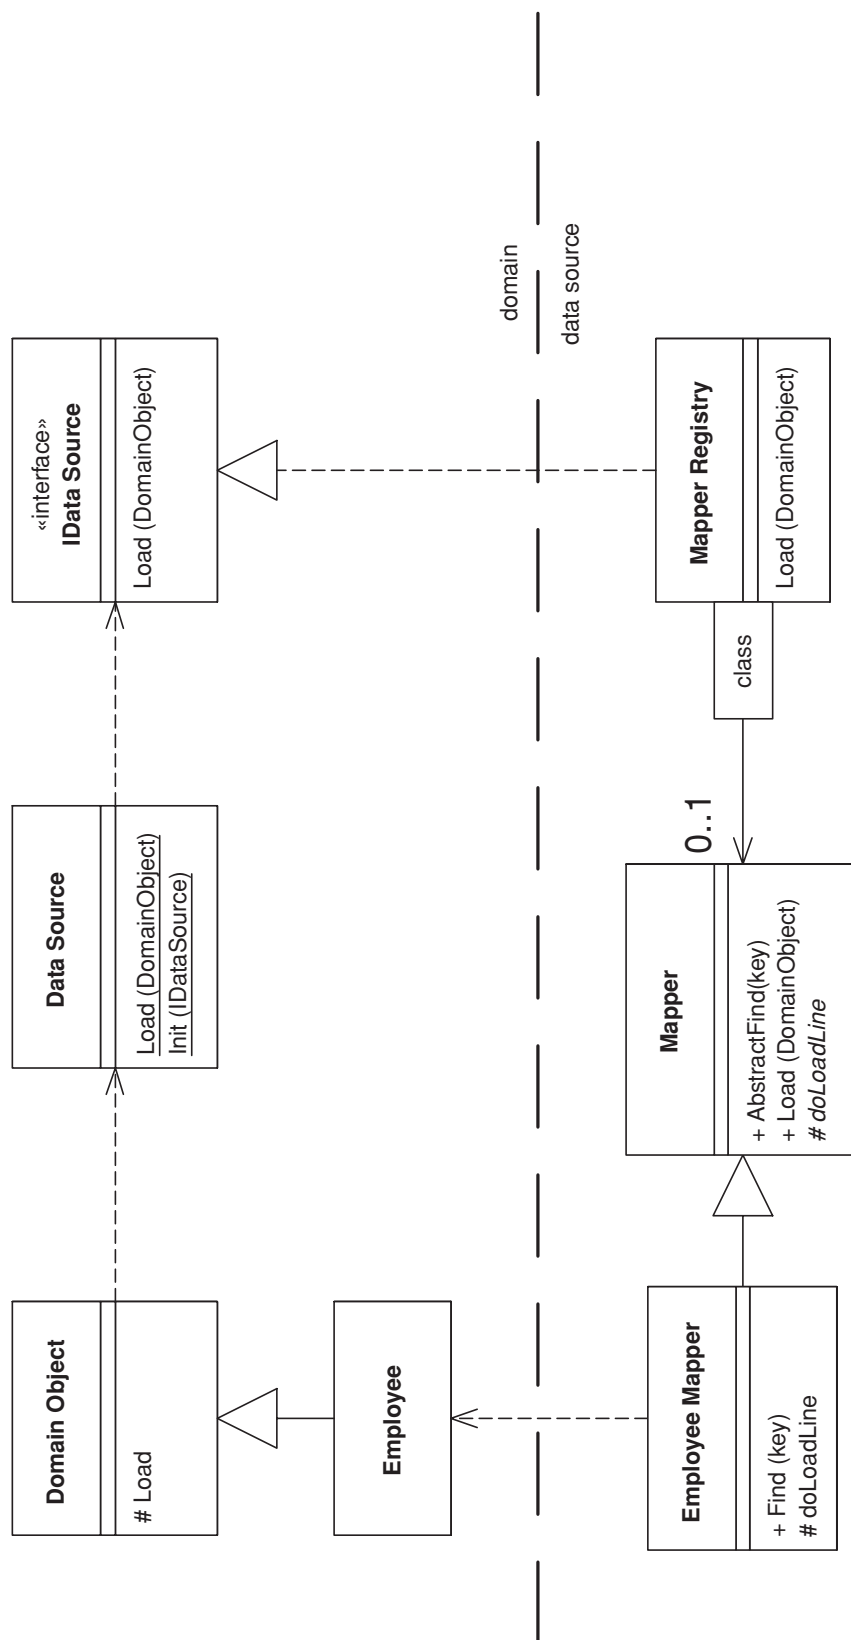 Domain Object
# Load
Data Source
Load (DomainObject)
Init (IDataSource)
«interface»
IData Source
Load (DomainObject)
Employee
domain
data source
Employee Mapper
+ Find (key)
# doLoadLine
Mapper
+ AbstractFind(key)
+ Load (DomainObject)
# doLoadLine
0..1
class
Mapper Registry
Load (DomainObject)